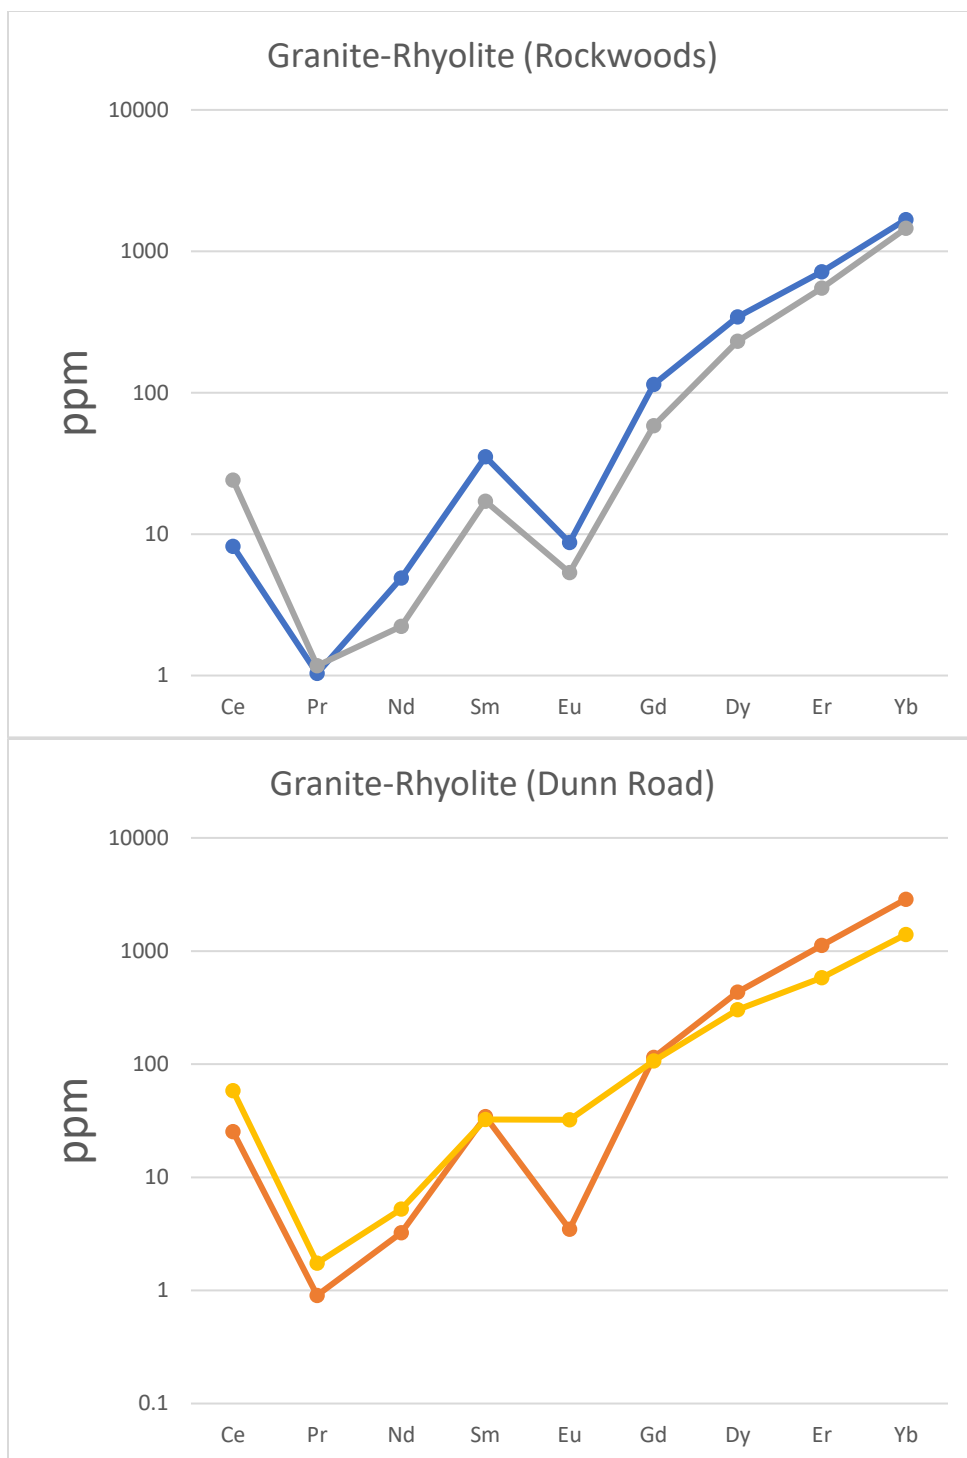 Granite-Rhyolite (Rockwoods)
10000
1000
100
10
1
ppm
Ce Pr Nd Sm Eu Gd Dy Er Yb
Granite-Rhyolite (Dunn Road)
10000
1000
100
10
1
0.1
ppm
Ce Pr Nd Sm Eu Gd Dy Er Yb